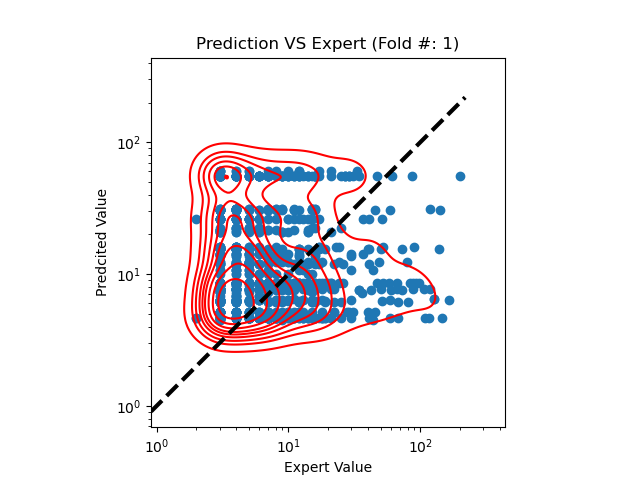 Prediction VS Expert (Fold #: 1)
Predcited Value
10²
10¹
10⁰
10⁰ 10¹ 10²
Expert Value